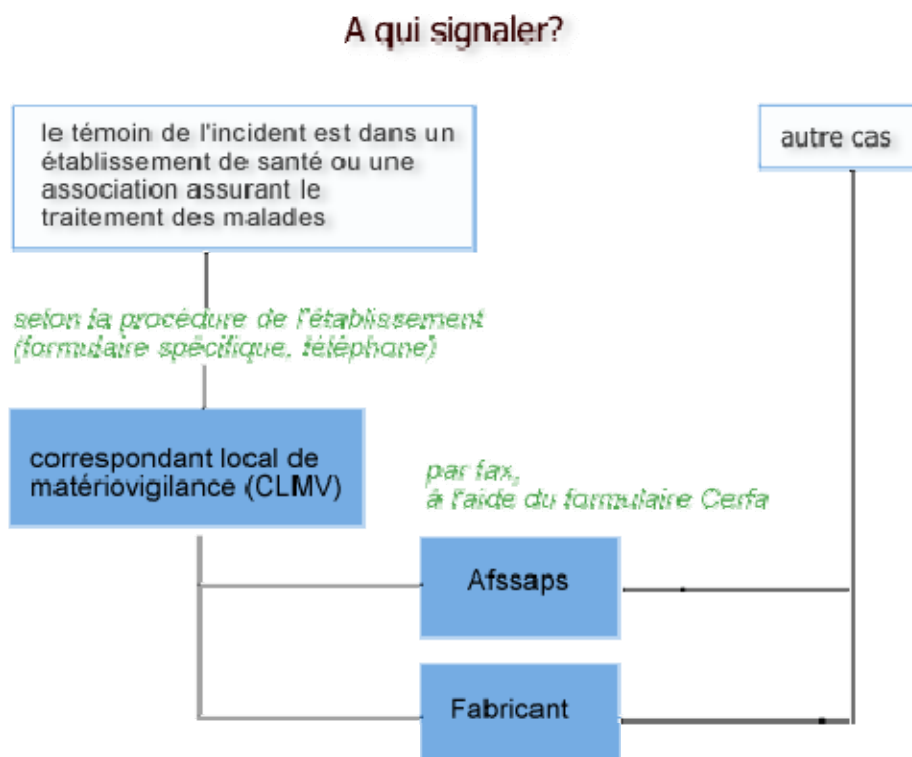 A qui signaler?
le témoin de l'incident est dans un
établissement de santé ou une
association assurant le
traitement des malades
autre cas
selon la procédure de l'établissement
(formulaire spécifique, téléphone)
correspondant local de
matériovigilance (CLMV)
par fax,
à l'aide du formulaire Cerfa
Afssaps
Fabricant